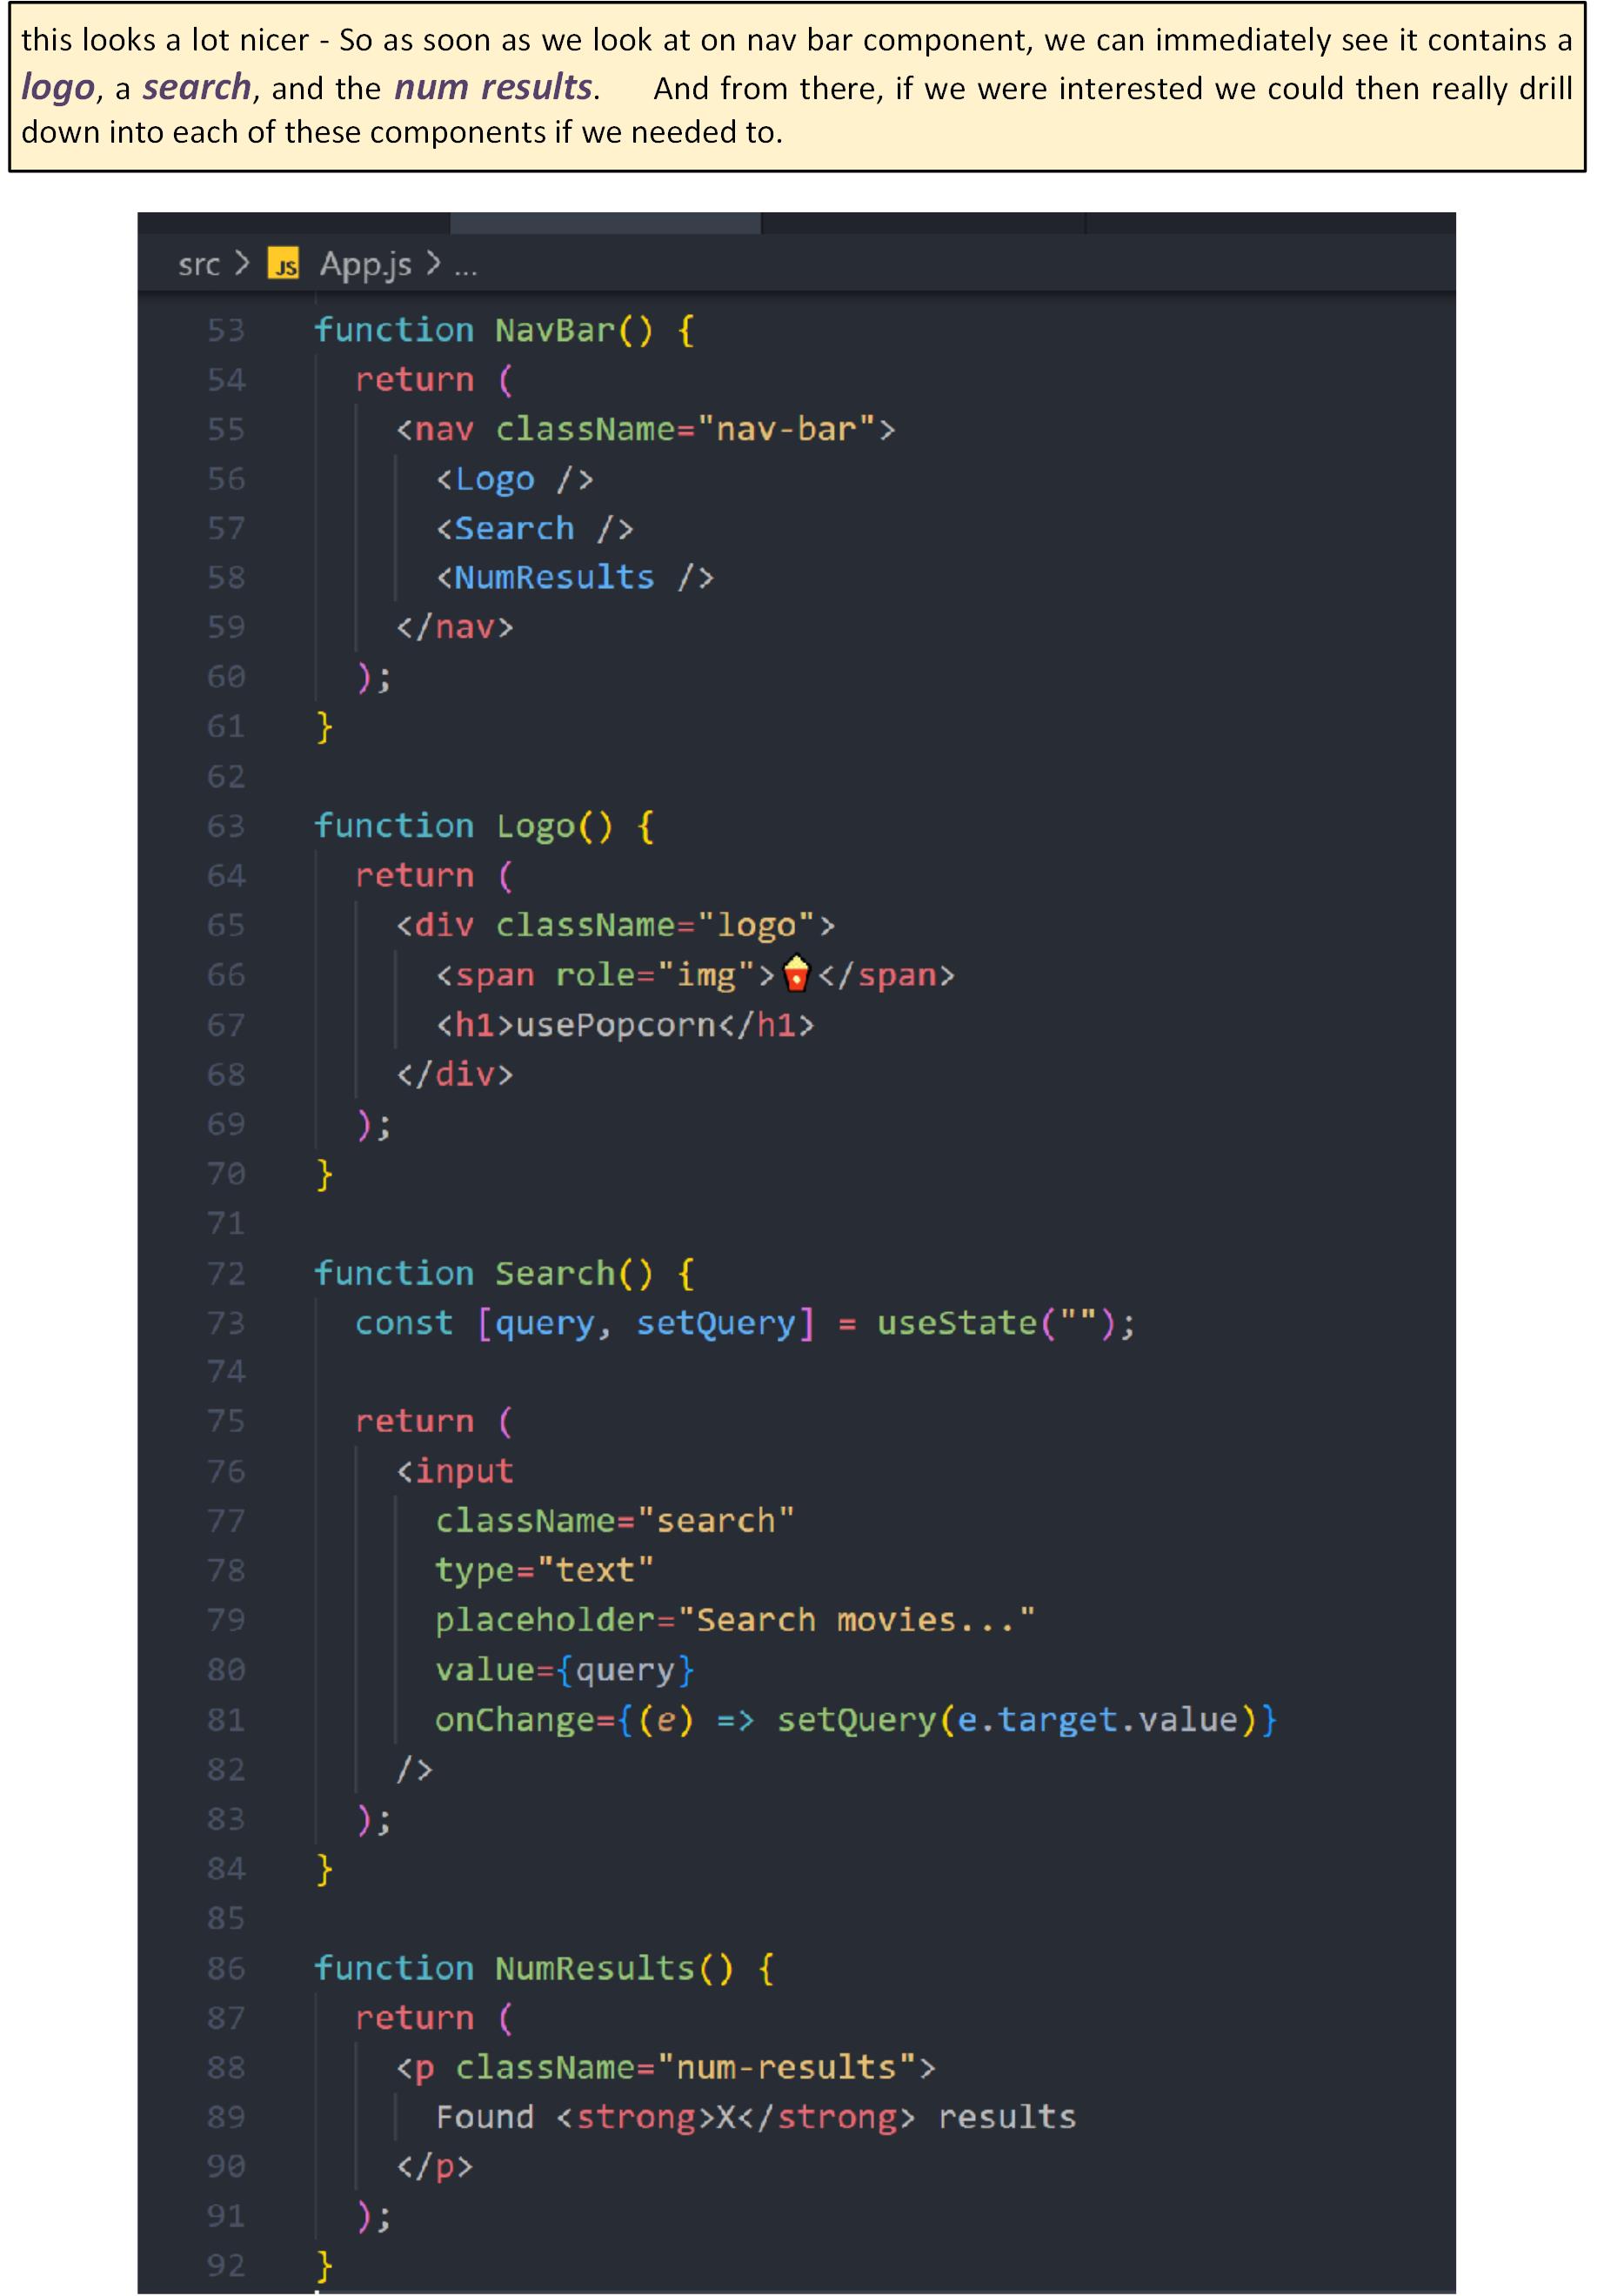 this looks a lot nicer - So as soon as we look at on nav bar component, we can immediately see it contains a
logo, a search, and the num results. And from there, if we were interested we could then really drill
down into each of these components if we needed to.
src > JS App.js > ...
53 function NavBar() {
54 return (
55 <nav className="nav-bar">
56 <Logo />
57 <Search />
58 <NumResults />
59 </nav>
60 );
61 }
62
63 function Logo() {
64 return (
65 <div className="logo">
66 <span role="img">🍿</span>
67 <h1>usePopcorn</h1>
68 </div>
69 );
70 }
71
72 function Search() {
73 const [query, setQuery] = useState("");
74
75 return (
76 <input
77 className="search"
78 type="text"
79 placeholder="Search movies..."
80 value={query}
81 onChange={(e) => setQuery(e.target.value)}
82 />
83 );
84 }
85
86 function NumResults() {
87 return (
88 <p className="num-results">
89 Found <strong>X</strong> results
90 </p>
91 );
92 }